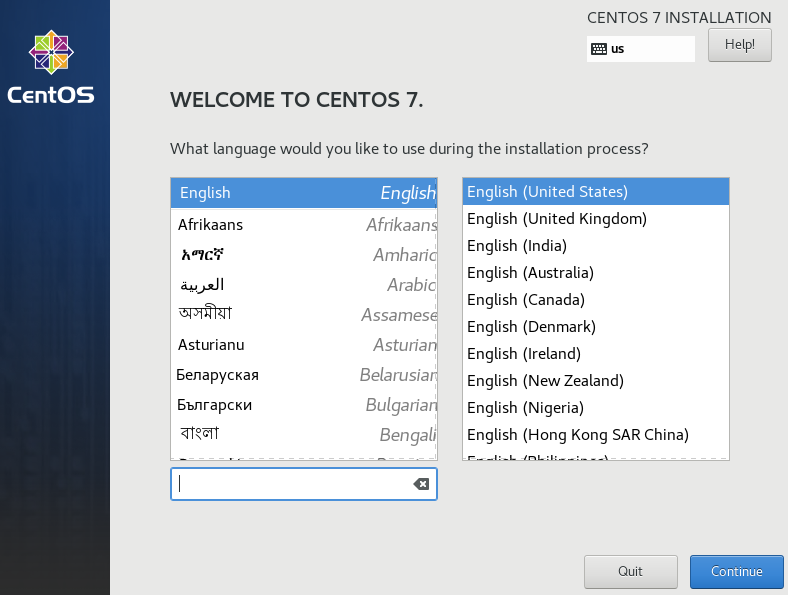 CentOS
CENTOS 7 INSTALLATION
us
Help!
WELCOME TO CENTOS 7.
What language would you like to use during the installation process?
English English
Afrikaans Afrikaans
አማርኛ Amharic
العربية Arabic
অসমীয়া Assamese
Asturianu Asturian
Беларуская Belarusian
Български Bulgarian
বাংলা Bengali
English (United States)
English (United Kingdom)
English (India)
English (Australia)
English (Canada)
English (Denmark)
English (Ireland)
English (New Zealand)
English (Nigeria)
English (Hong Kong SAR China)
English (Philippines)
Quit
Continue